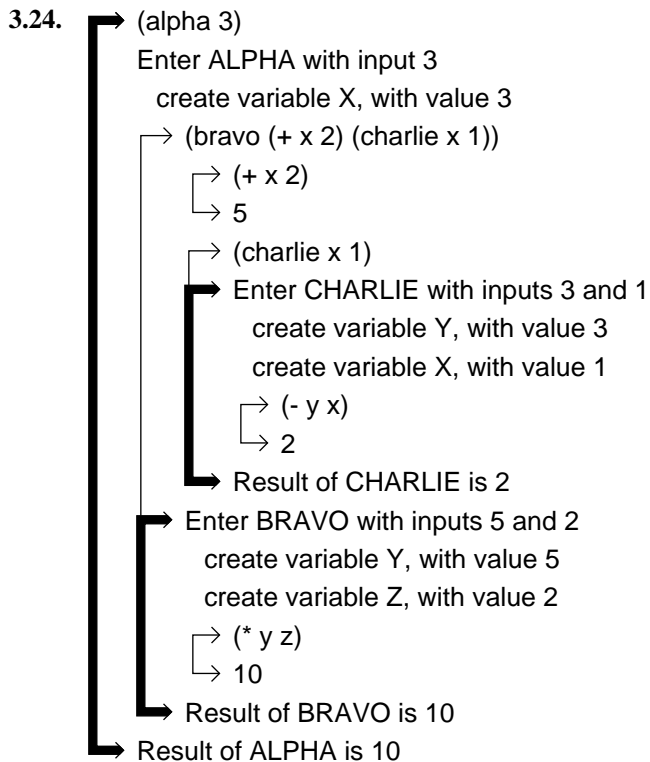 3.24. (alpha 3)
Enter ALPHA with input 3
create variable X, with value 3
(bravo (+ x 2) (charlie x 1))
(+ x 2)
5
(charlie x 1)
Enter CHARLIE with inputs 3 and 1
create variable Y, with value 3
create variable X, with value 1
(- y x)
2
Result of CHARLIE is 2
Enter BRAVO with inputs 5 and 2
create variable Y, with value 5
create variable Z, with value 2
(* y z)
10
Result of BRAVO is 10
Result of ALPHA is 10